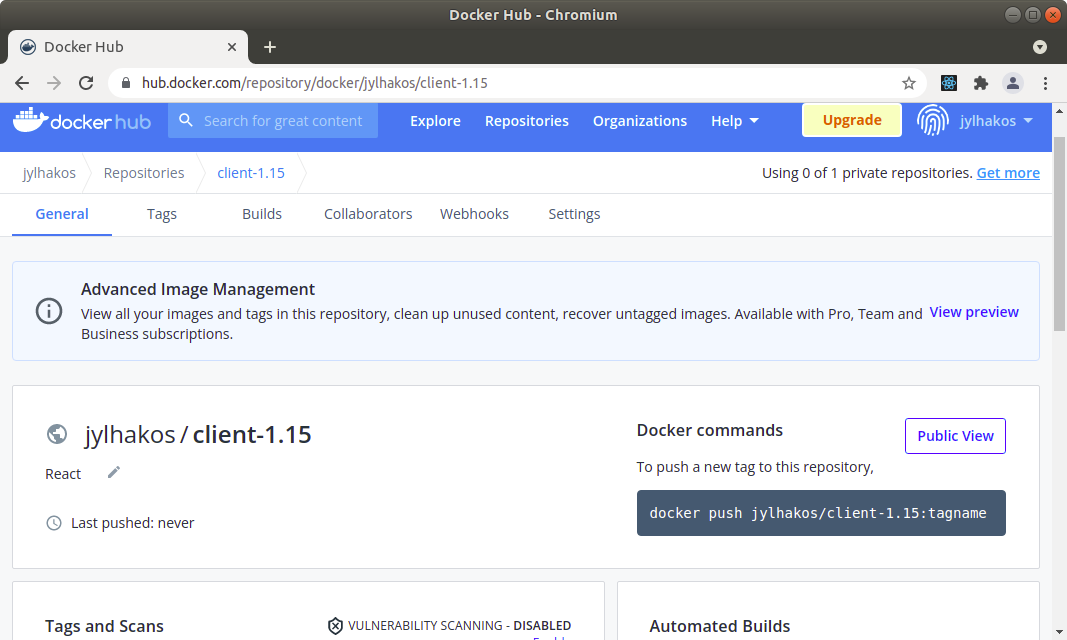 Docker Hub - Chromium
Docker Hub
hub.docker.com/repository/docker/jylhakos/client-1.15
docker hub Search for great content Explore Repositories Organizations Help Upgrade jylhakos
jylhakos Repositories client-1.15 Using 0 of 1 private repositories. Get more
General Tags Builds Collaborators Webhooks Settings
Advanced Image Management
View all your images and tags in this repository, clean up unused content, recover untagged images. Available with Pro, Team and
Business subscriptions.
View preview
jylhakos / client-1.15
React
Last pushed: never
Docker commands
Public View
To push a new tag to this repository,
docker push jylhakos/client-1.15:tagname
Tags and Scans
VULNERABILITY SCANNING - DISABLED
Automated Builds